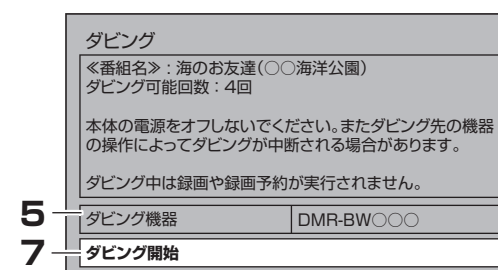 ダビング
≪番組名≫：海のお友達(○○海洋公園)
ダビング可能回数：4回
本体の電源をオフしないでください。またダビング先の機器
の操作によってダビングが中断される場合があります。
ダビング中は録画や録画予約が実行されません。
5 ダビング機器 DMR-BW○○○
7 ダビング開始